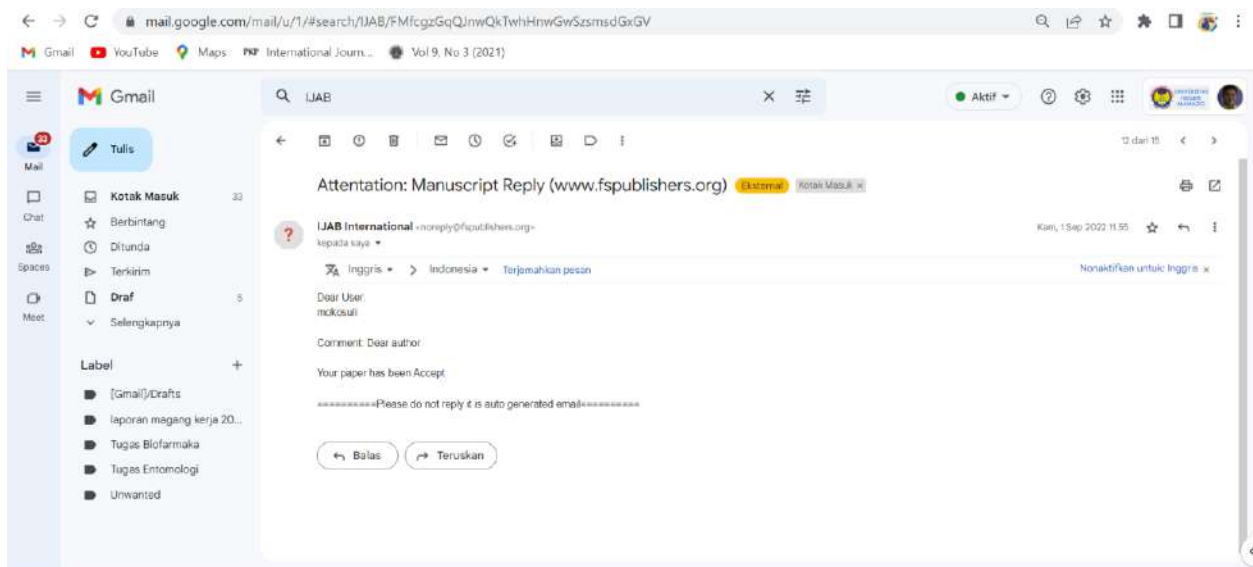 mail.google.com/mail/u/1/#search/IJAB/FMfcgzGqQJnwQkTwhHnwGwSzsmsdGxGV
Gmail YouTube Maps PKP International Journ... Vol 9, No 3 (2021)
Gmail IJAB Aktif
33
Mail
Tulis
12 dari 15
Attentation: Manuscript Reply (www.fspublishers.org) Eksternal Kotak Masuk x
Chat
Kotak Masuk 33
Berbintang
IJAB International <noreply@fspublishers.org> Kam, 1 Sep 2022 11.55
kepada saya
Spaces
Ditunda
Terkirim
Inggris > Indonesia Terjemahkan pesan Nonaktifkan untuk: Inggris x
Meet
Draf
Selengkapnya
Dear User:
mokosuli
Comment: Dear author
Your paper has been Accept
==========Please do not reply it is auto generated email==========
Balas Teruskan
Label +
[Gmail]/Drafts
laporan magang kerja 20...
Tugas Biofarmaka
Tugas Entomologi
Unwanted